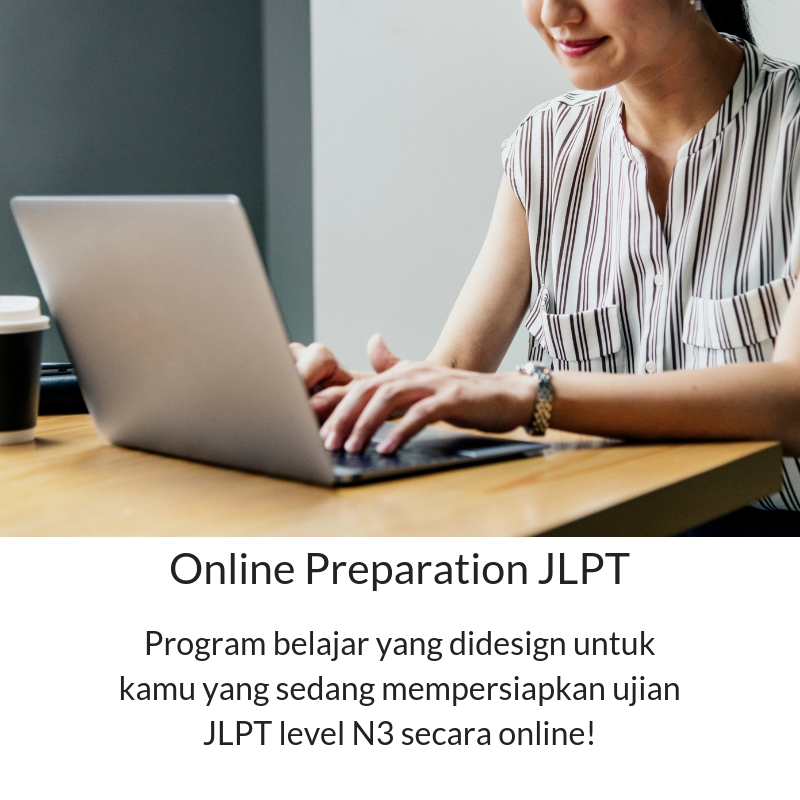 Online Preparation JLPT
Program belajar yang didesign untuk
kamu yang sedang mempersiapkan ujian
JLPT level N3 secara online!